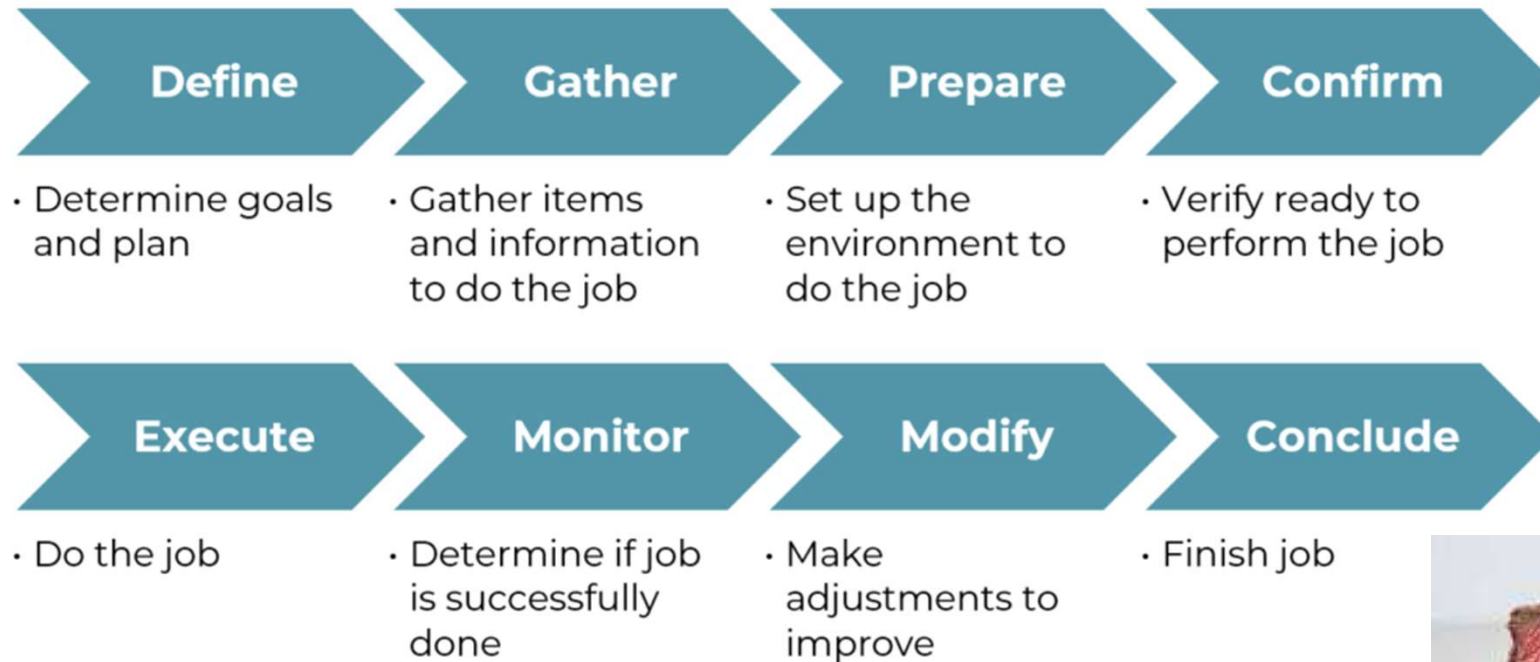 Define
Gather
Prepare
Confirm
· Determine goals
and plan
· Gather items
and information
to do the job
· Set up the
environment to
do the job
· Verify ready to
perform the job
Execute
Monitor
Modify
Conclude
· Do the job
· Determine if job
is successfully
done
· Make
adjustments to
improve
· Finish job